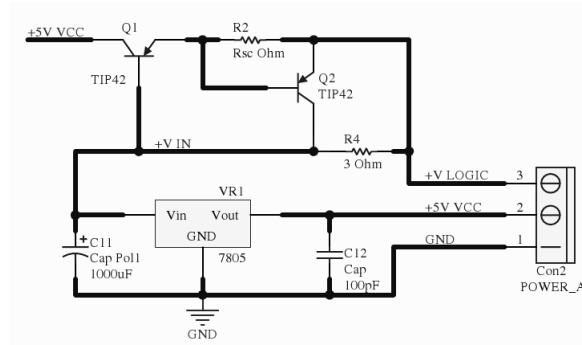 Q1
R2
+5V VCC
Rsc Ohm
TIP42
Q2
TIP42
R4
+V IN
3 Ohm
+V LOGIC
3
VR1
Vin
Vout
+5V VCC
2
GND
GND
1
C11
Cap Pol1
1000uF
7805
C12
Cap
100pF
Con2
POWER_A
GND